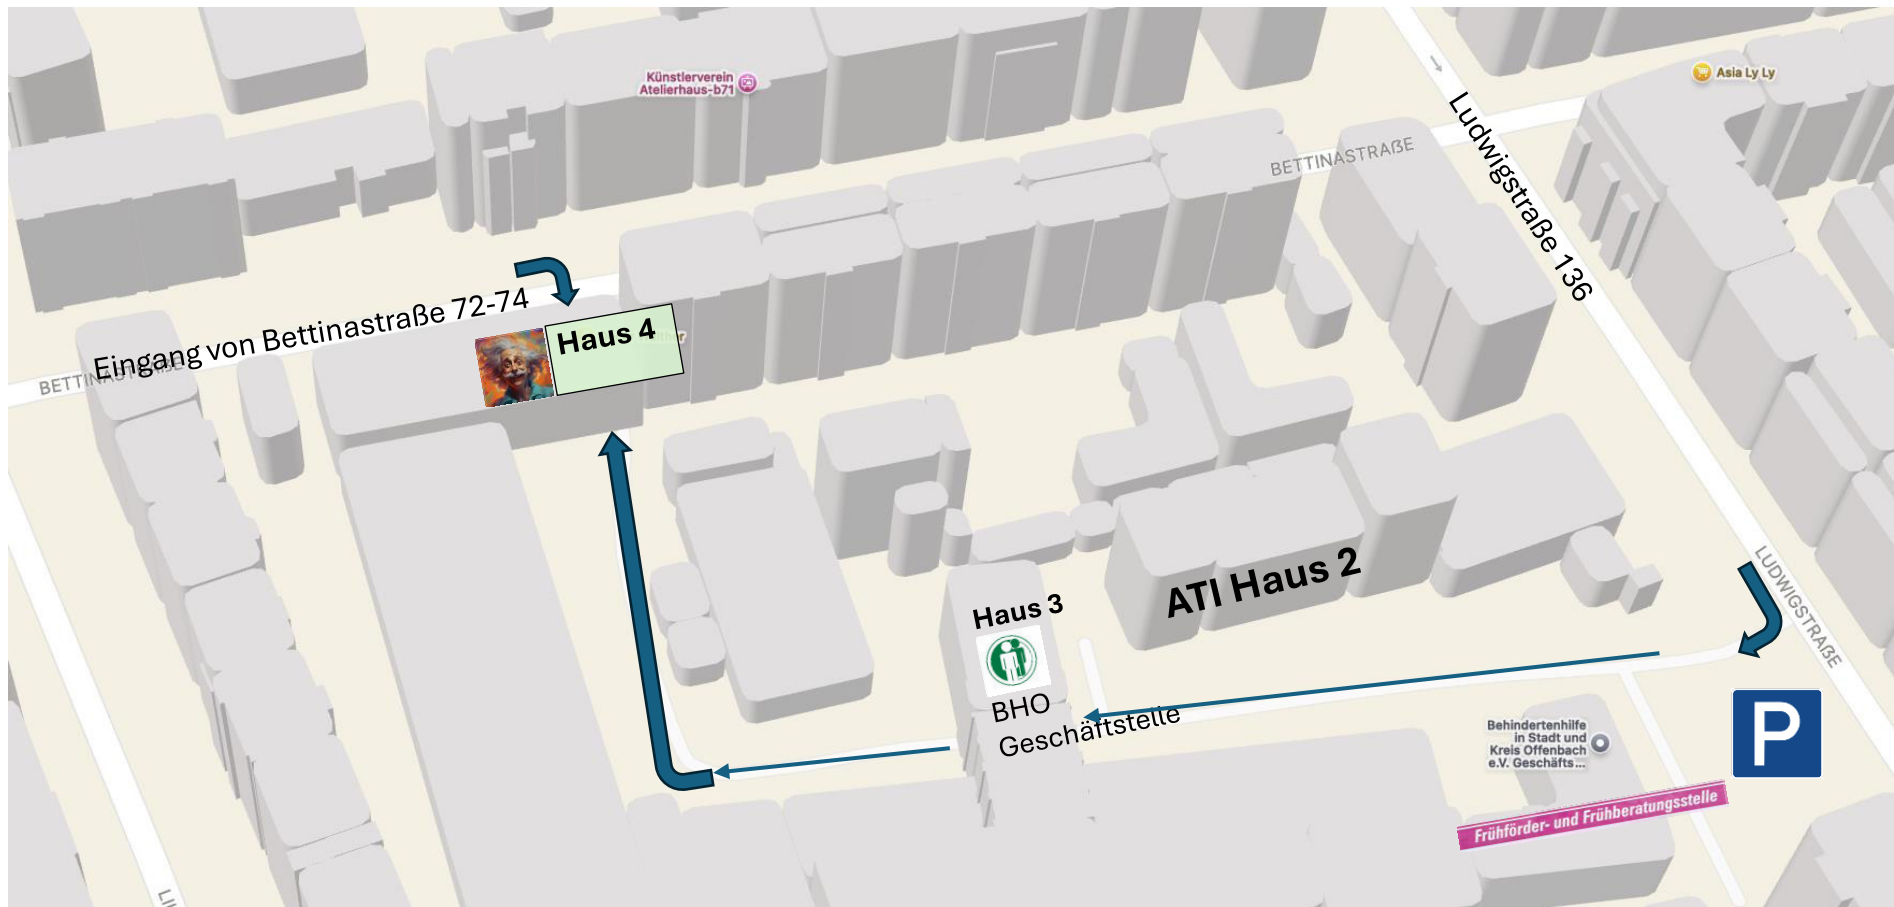 Künstlerverein
Atelierhaus-b71
Asia Ly Ly
Ludwigstraße 136
BETTINASTRAßE
Eingang von Bettinastraße 72-74
Haus 4
ATI Haus 2
LUDWIGSTRAßE
Haus 3
BHO
Geschäftstelle
P
Behindertenhilfe
in Stadt und
Kreis Offenbach
e.V. Geschäfts...
Frühförder- und Frühberatungsstelle